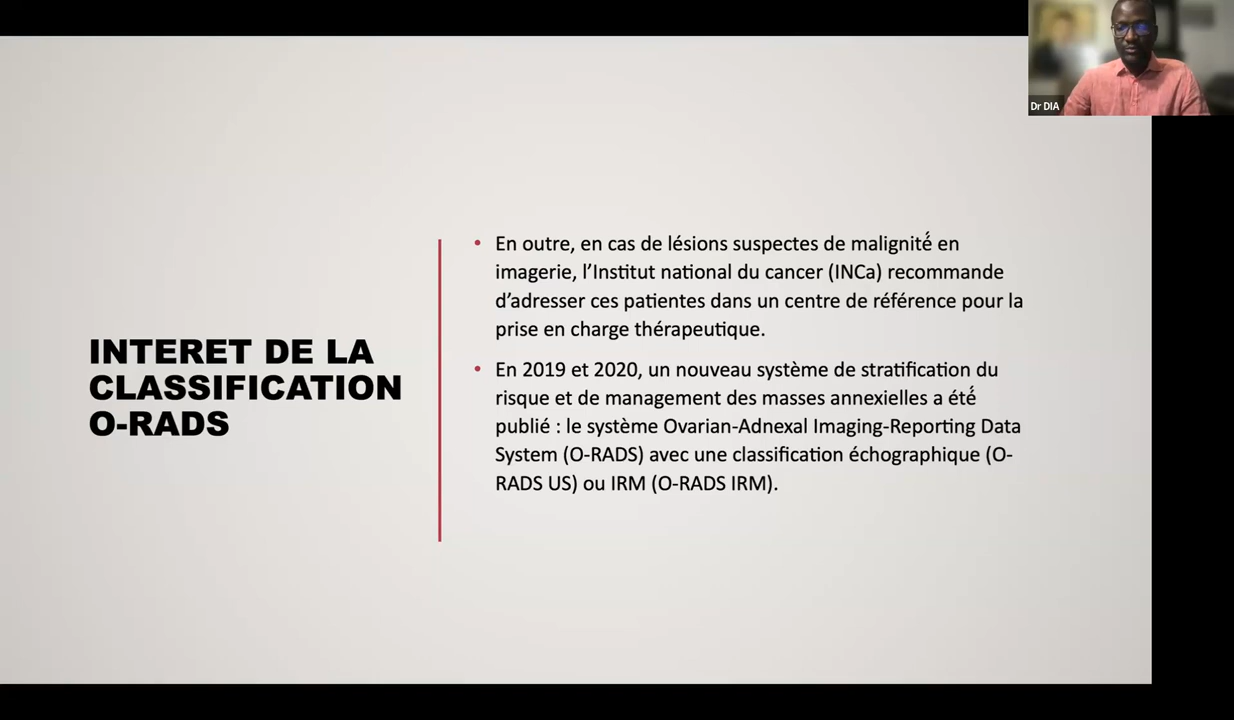 Dr DIA
INTERET DE LA
CLASSIFICATION
O-RADS
• En outre, en cas de lésions suspectes de malignité́ en
imagerie, l’Institut national du cancer (INCa) recommande
d’adresser ces patientes dans un centre de référence pour la
prise en charge thérapeutique.
• En 2019 et 2020, un nouveau système de stratification du
risque et de management des masses annexielles a été́
publié : le système Ovarian-Adnexal Imaging-Reporting Data
System (O-RADS) avec une classification échographique (O-
RADS US) ou IRM (O-RADS IRM).